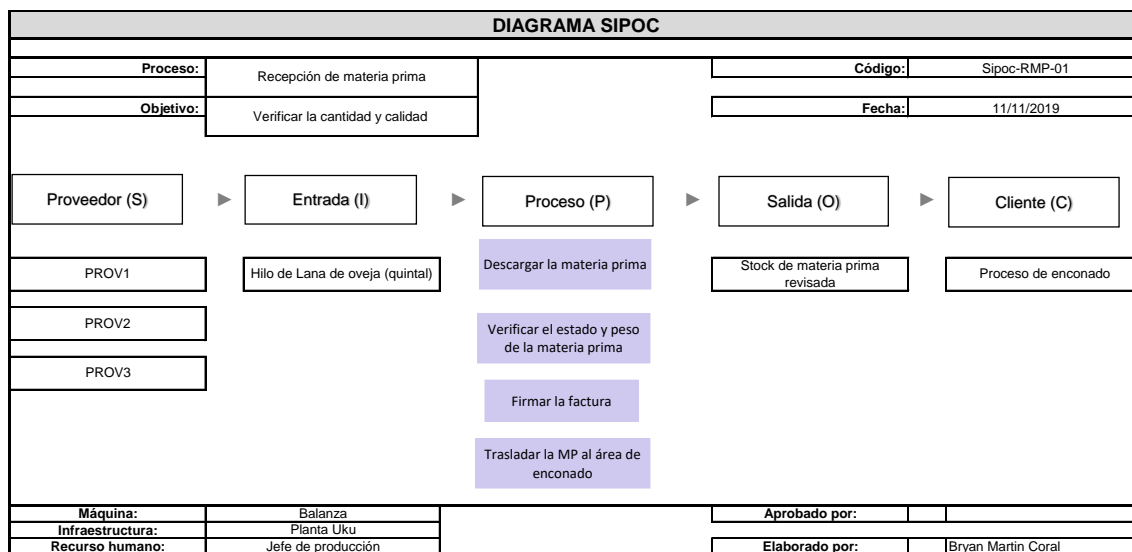 DIAGRAMA SIPOC
Proceso: Recepción de materia prima Código: Sipoc-RMP-01
Objetivo: Verificar la cantidad y calidad Fecha: 11/11/2019
Proveedor (S) ► Entrada (I) ► Proceso (P) ► Salida (O) ► Cliente (C)
PROV1
PROV2
PROV3
Hilo de Lana de oveja (quintal)
Descargar la materia prima
Verificar el estado y peso
de la materia prima
Firmar la factura
Trasladar la MP al área de
enconado
Stock de materia prima
revisada
Proceso de enconado
Máquina: Balanza Aprobado por:
Infraestructura: Planta Uku
Recurso humano: Jefe de producción Elaborado por: Bryan Martin Coral